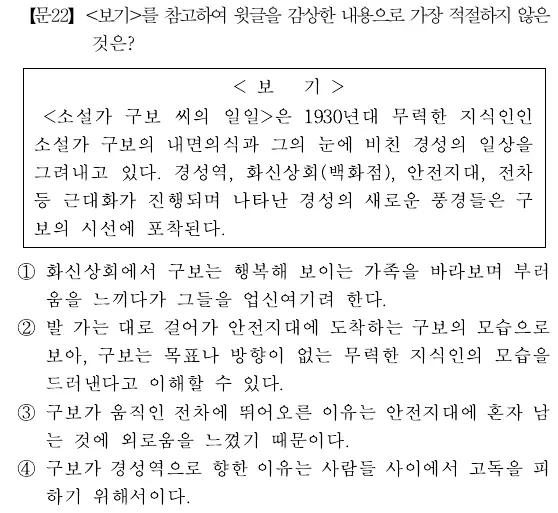 【문22】 <보기>를 참고하여 윗글을 감상한 내용으로 가장 적절하지 않은
것은?
< 보 기 >
<소설가 구보 씨의 일일>은 1930년대 무력한 지식인인
소설가 구보의 내면의식과 그의 눈에 비친 경성의 일상을
그려내고 있다. 경성역, 화신상회(백화점), 안전지대, 전차
등 근대화가 진행되며 나타난 경성의 새로운 풍경들은 구
보의 시선에 포착된다.
① 화신상회에서 구보는 행복해 보이는 가족을 바라보며 부러
움을 느끼다가 그들을 업신여기려 한다.
② 발 가는 대로 걸어가 안전지대에 도착하는 구보의 모습으로
보아, 구보는 목표나 방향이 없는 무력한 지식인의 모습을
드러낸다고 이해할 수 있다.
③ 구보가 움직인 전차에 뛰어오른 이유는 안전지대에 혼자 남
는 것에 외로움을 느꼈기 때문이다.
④ 구보가 경성역으로 향한 이유는 사람들 사이에서 고독을 피
하기 위해서이다.